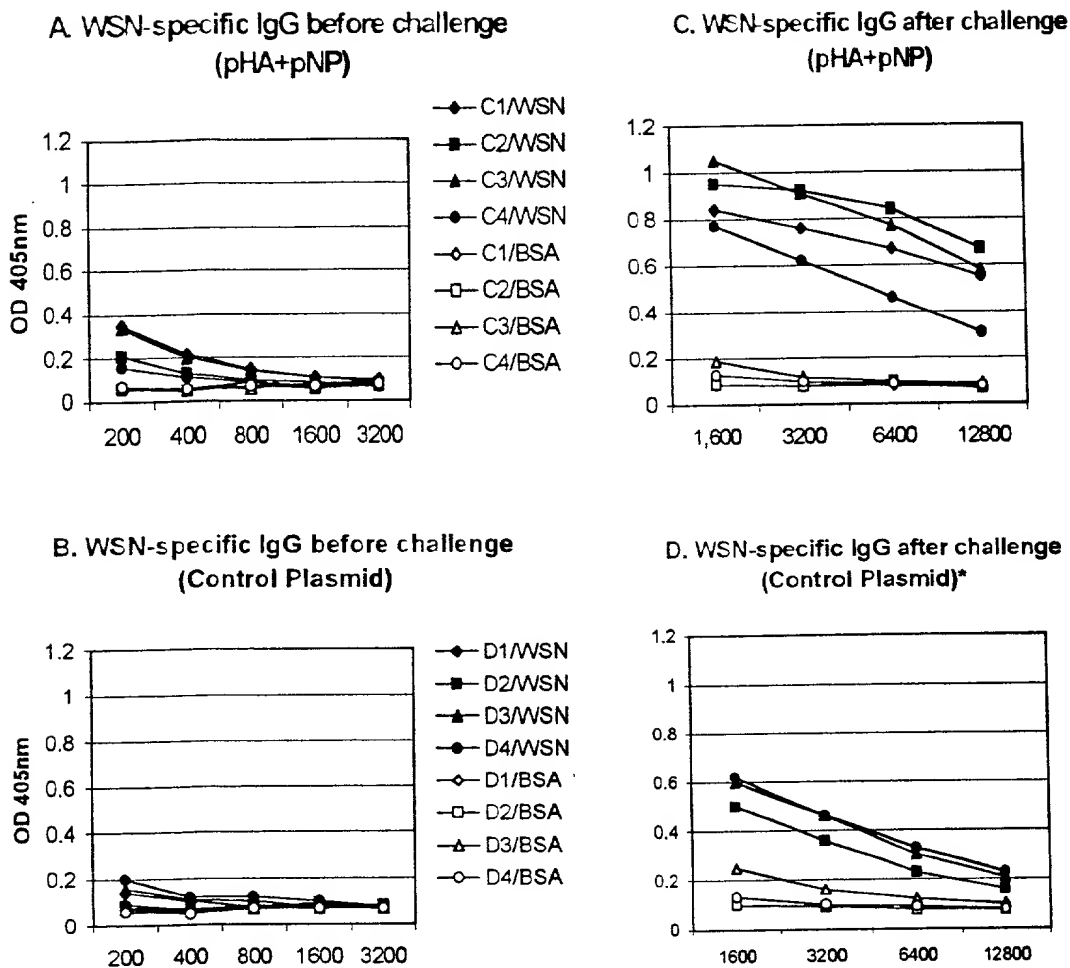 A. WSN-specific IgG before challenge
(pHA+pNP)
OD 405nm
1.2
1
0.8
0.6
0.4
0.2
0
200 400 800 1600 3200
C1/WSN
C2/WSN
C3/WSN
C4/WSN
C1/BSA
C2/BSA
C3/BSA
C4/BSA
C. WSN-specific IgG after challenge
(pHA+pNP)
1.2
1
0.8
0.6
0.4
0.2
0
1,600 3200 6400 12800
B. WSN-specific IgG before challenge
(Control Plasmid)
OD 405nm
1.2
1
0.8
0.6
0.4
0.2
0
200 400 800 1600 3200
D1/WSN
D2/WSN
D3/WSN
D4/WSN
D1/BSA
D2/BSA
D3/BSA
D4/BSA
D. WSN-specific IgG after challenge
(Control Plasmid)*
1.2
1
0.8
0.6
0.4
0.2
0
1600 3200 6400 12800